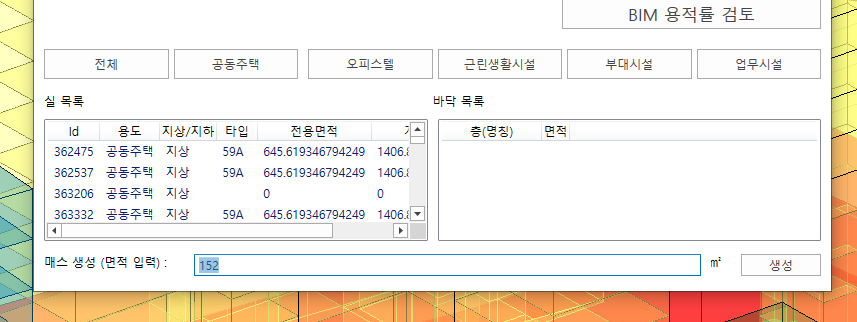 BIM 용적률 검토
전체 공동주택 오피스텔 근린생활시설 부대시설 업무시설
실 목록 바닥 목록
Id 용도 지상/지하 타입 전용면적
층(명칭) 면적
362475 공동주택 지상 59A 645.619346794249 1406.8
362537 공동주택 지상 59A 645.619346794249 1406.8
363206 공동주택 지상 0 0
363332 공동주택 지상 59A 645.619346794249 1406.8
매스 생성 (면적 입력) : 152 ㎡ 생성